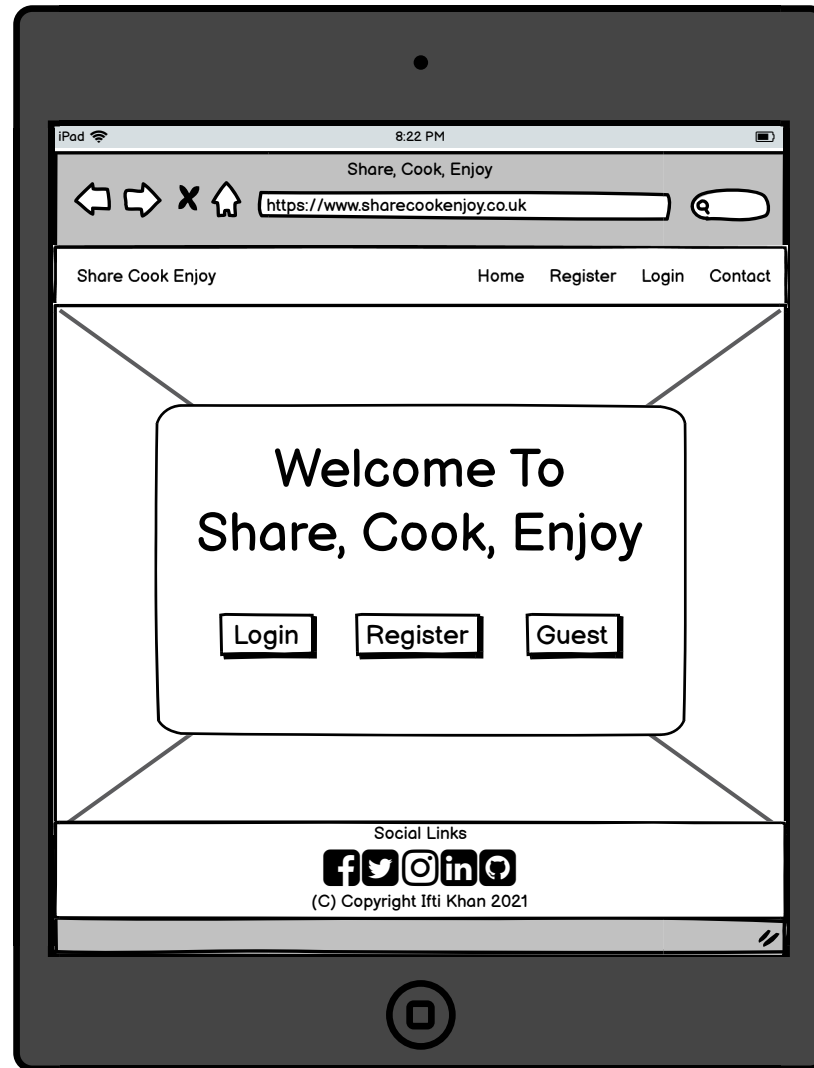 iPad 8:22 PM
Share, Cook, Enjoy
https://www.sharecookenjoy.co.uk
Share Cook Enjoy Home Register Login Contact
Welcome To
Share, Cook, Enjoy
Login Register Guest
Social Links
(C) Copyright Ifti Khan 2021